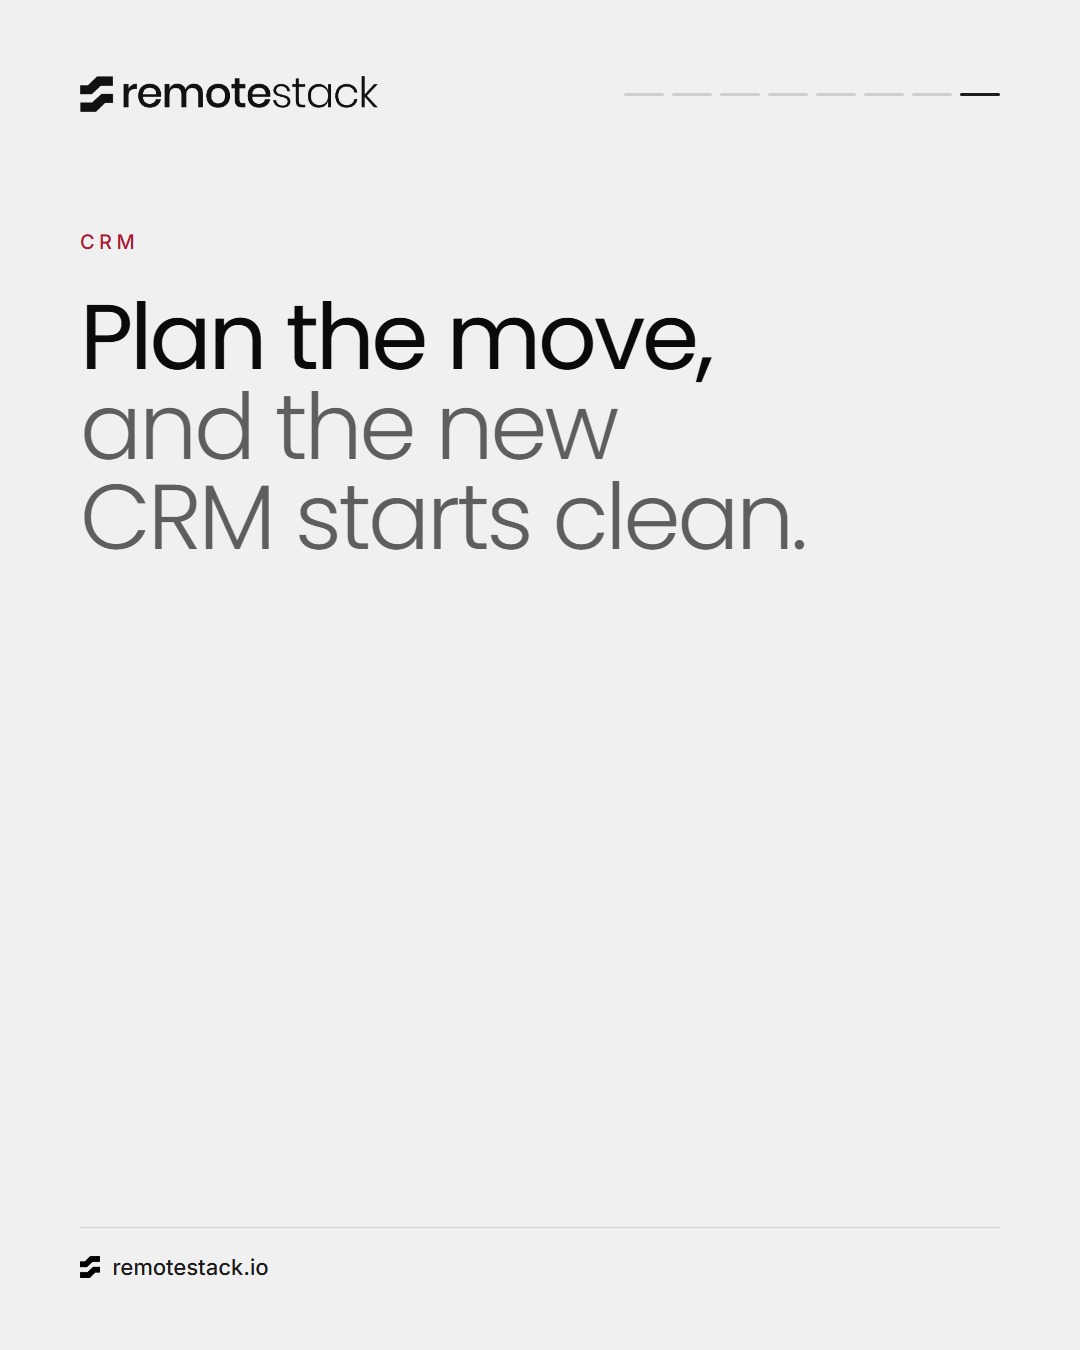 remotestack
CRM
Plan the move,
and the new
CRM starts clean.
remotestack.io